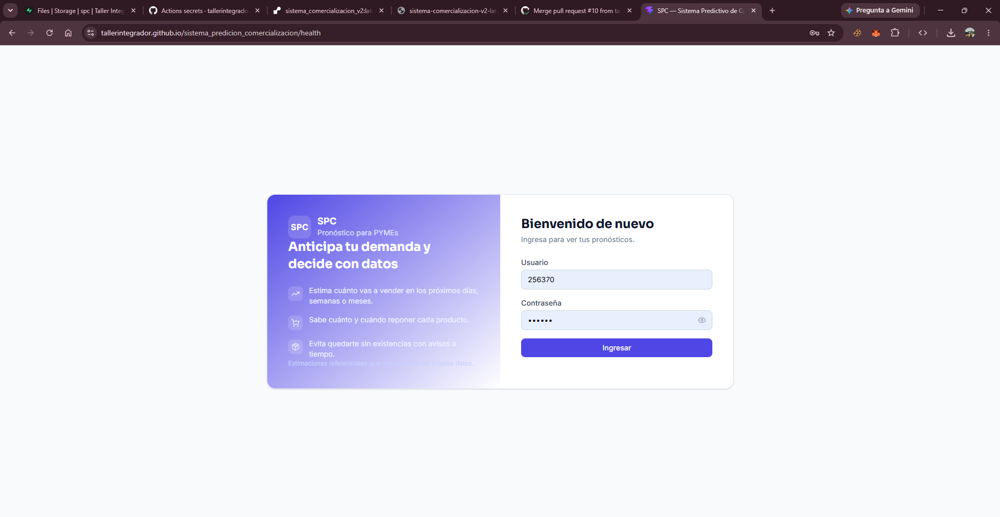 Files | Storage | spc | Taller Integ
Actions secrets · tallerintegrado
sistema_comercializacion_v2:lat
sistema-comercializacion-v2-lat
Merge pull request #10 from ta
SPC — Sistema Predictivo de Co
Pregunta a Gemini
tallerintegrador.github.io/sistema_predicion_comercializacion/health
SPC
SPC
Pronóstico para PYMEs
Anticipa tu demanda y
decide con datos
Estima cuánto vas a vender en los próximos días,
semanas o meses.
Sabe cuánto y cuándo reponer cada producto.
Evita quedarte sin existencias con avisos a
tiempo.
Estimaciones referenciales que tus propios datos.
Bienvenido de nuevo
Ingresa para ver tus pronósticos.
Usuario
256370
Contraseña
••••••
Ingresar